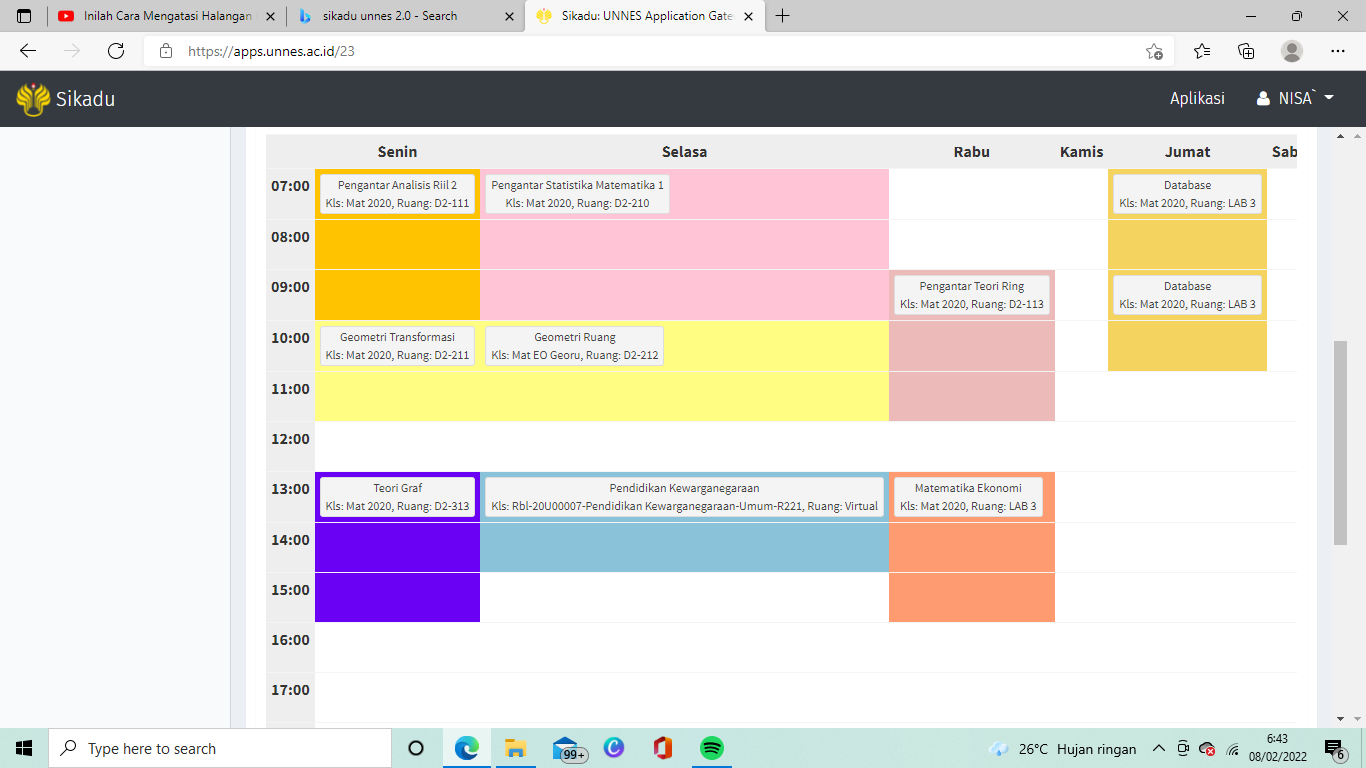 Inilah Cara Mengatasi Halangan
sikadu unnes 2.0 - Search
Sikadu: UNNES Application Gate
https://apps.unnes.ac.id/23
Sikadu
Aplikasi
NISA`
Senin Selasa Rabu Kamis Jumat Sab
07:00
Pengantar Analisis Riil 2
Kls: Mat 2020, Ruang: D2-111
Pengantar Statistika Matematika 1
Kls: Mat 2020, Ruang: D2-210
Database
Kls: Mat 2020, Ruang: LAB 3
08:00
09:00
Pengantar Teori Ring
Kls: Mat 2020, Ruang: D2-113
Database
Kls: Mat 2020, Ruang: LAB 3
10:00
Geometri Transformasi
Kls: Mat 2020, Ruang: D2-211
Geometri Ruang
Kls: Mat EO Georu, Ruang: D2-212
11:00
12:00
13:00
Teori Graf
Kls: Mat 2020, Ruang: D2-313
Pendidikan Kewarganegaraan
Kls: Rbl-20U00007-Pendidikan Kewarganegaraan-Umum-R221, Ruang: Virtual
Matematika Ekonomi
Kls: Mat 2020, Ruang: LAB 3
14:00
15:00
16:00
17:00
Type here to search
99+
26°C Hujan ringan
6:43
08/02/2022
6